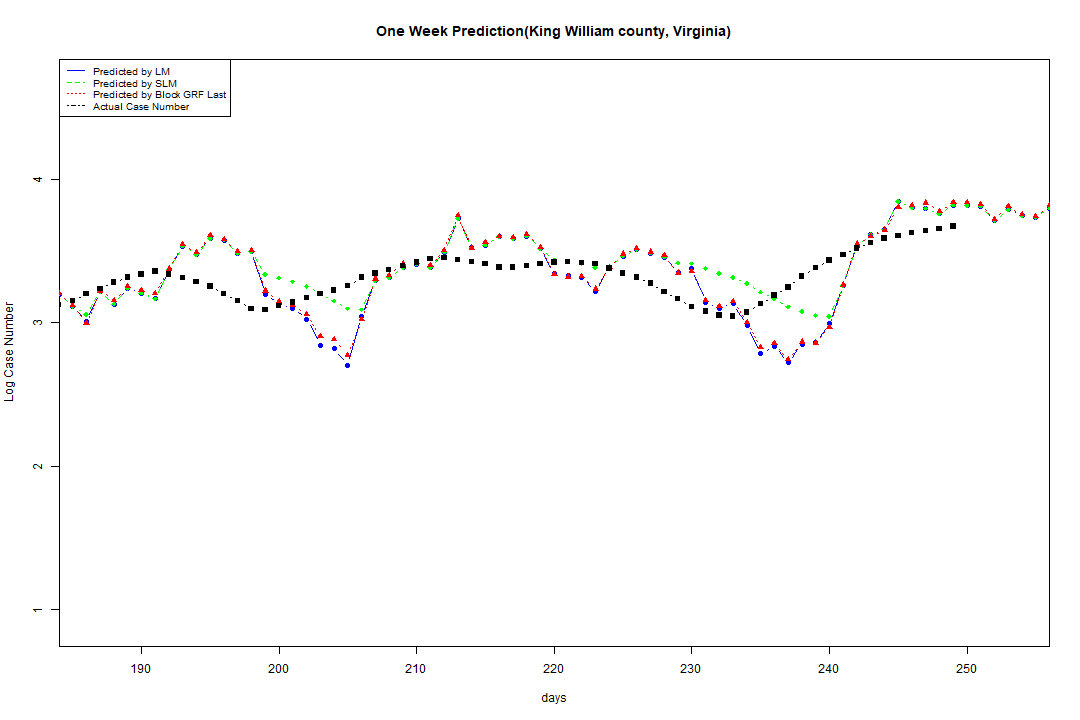 One Week Prediction(King William county, Virginia)
Predicted by LM
Predicted by SLM
Predicted by Block GRF Last
Actual Case Number
4
3
2
1
Log Case Number
190 200 210 220 230 240 250
days